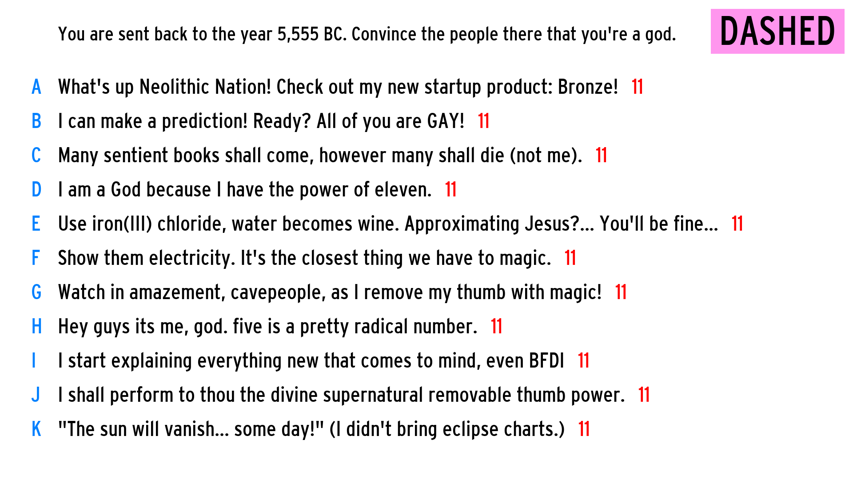 You are sent back to the year 5,555 BC. Convince the people there that you're a god.
DASHED
A What's up Neolithic Nation! Check out my new startup product: Bronze! 11
B I can make a prediction! Ready? All of you are GAY! 11
C Many sentient books shall come, however many shall die (not me). 11
D I am a God because I have the power of eleven. 11
E Use iron(III) chloride, water becomes wine. Approximating Jesus?... You'll be fine... 11
F Show them electricity. It's the closest thing we have to magic. 11
G Watch in amazement, cavepeople, as I remove my thumb with magic! 11
H Hey guys its me, god. five is a pretty radical number. 11
I I start explaining everything new that comes to mind, even BFDI 11
J I shall perform to thou the divine supernatural removable thumb power. 11
K "The sun will vanish... some day!" (I didn't bring eclipse charts.) 11